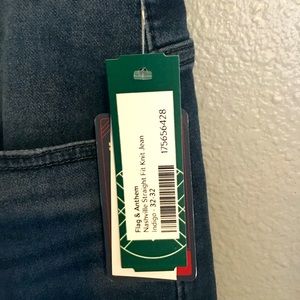 Flag & Anthem
Nashville Straight Fit Knit Jean
Indigo 32-32
175656428